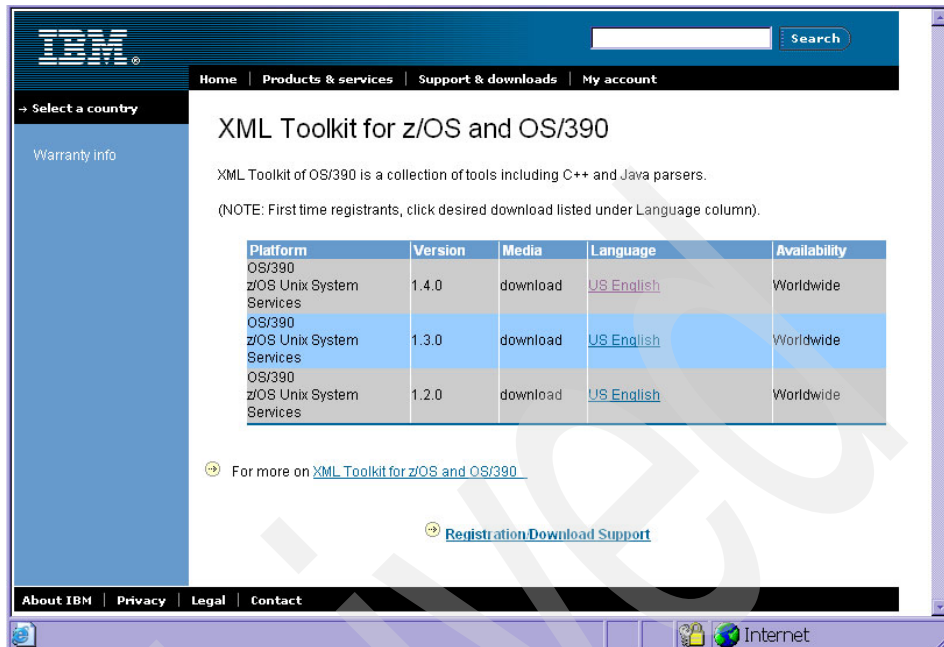 IBM®
Search
Home | Products & services | Support & downloads | My account
→ Select a country
Warranty info
XML Toolkit for z/OS and OS/390
XML Toolkit of OS/390 is a collection of tools including C++ and Java parsers.
(NOTE: First time registrants, click desired download listed under Language column).
Platform Version Media Language Availability
OS/390
z/OS Unix System Services 1.4.0 download US English Worldwide
OS/390
z/OS Unix System Services 1.3.0 download US English Worldwide
OS/390
z/OS Unix System Services 1.2.0 download US English Worldwide
For more on XML Toolkit for z/OS and OS/390
Registration/Download Support
About IBM | Privacy | Legal | Contact
Internet